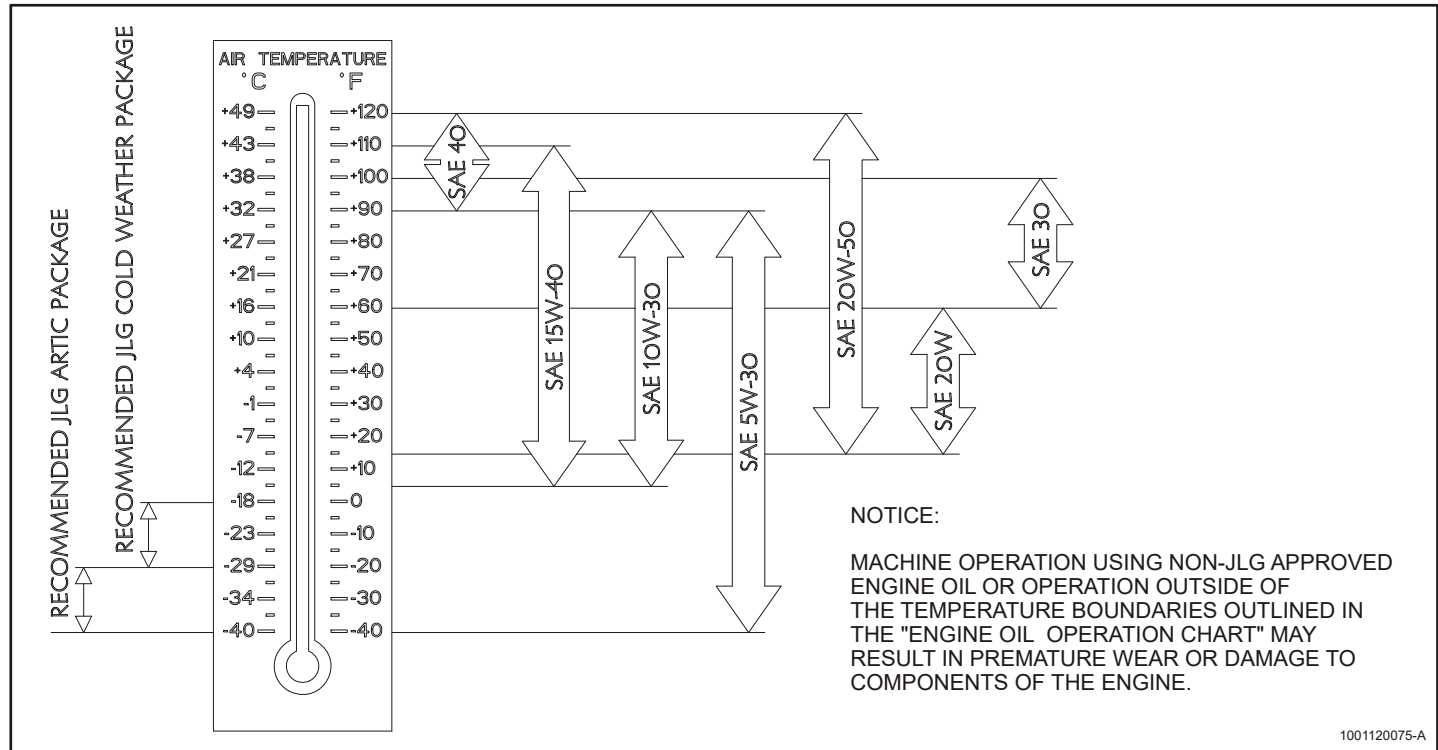 RECOMMENDED JLG ARTIC PACKAGE
RECOMMENDED JLG COLD WEATHER PACKAGE
AIR TEMPERATURE
°C °F
+49 +120
+43 +110
+38 +100
+32 +90
+27 +80
+21 +70
+16 +60
+10 +50
+4 +40
-1 +30
-7 +20
-12 +10
-18 0
-23 -10
-29 -20
-34 -30
-40 -40
SAE 40
SAE 15W-40
SAE 10W-30
SAE 5W-30
SAE 20W-50
SAE 20W
SAE 30
NOTICE:
MACHINE OPERATION USING NON-JLG APPROVED
ENGINE OIL OR OPERATION OUTSIDE OF
THE TEMPERATURE BOUNDARIES OUTLINED IN
THE "ENGINE OIL OPERATION CHART" MAY
RESULT IN PREMATURE WEAR OR DAMAGE TO
COMPONENTS OF THE ENGINE.
1001120075-A